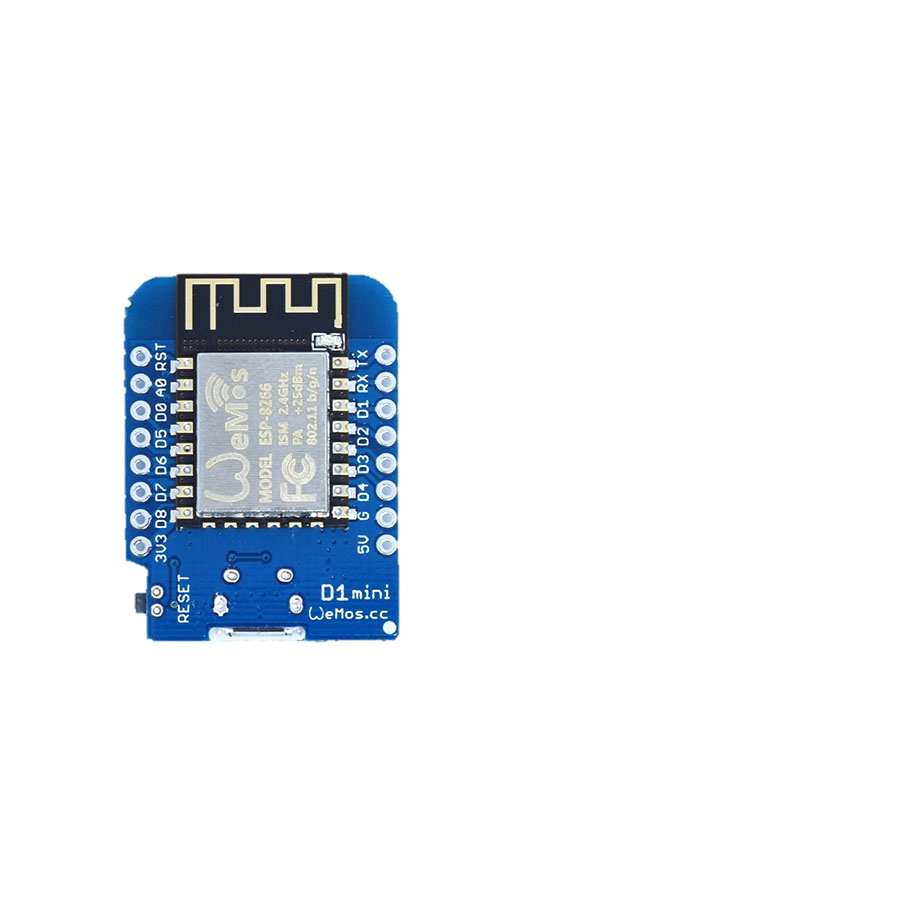 RST
A0
D0
D5
D6
D7
D8
3V3
WeMos
MODEL ESP-8266
ISM 2.4GHz
PA +25dBm
802.11 b/g/n
FC
TX
RX
D1
D2
D3
D4
G
5V
RESET
D1 mini
WeMos.cc